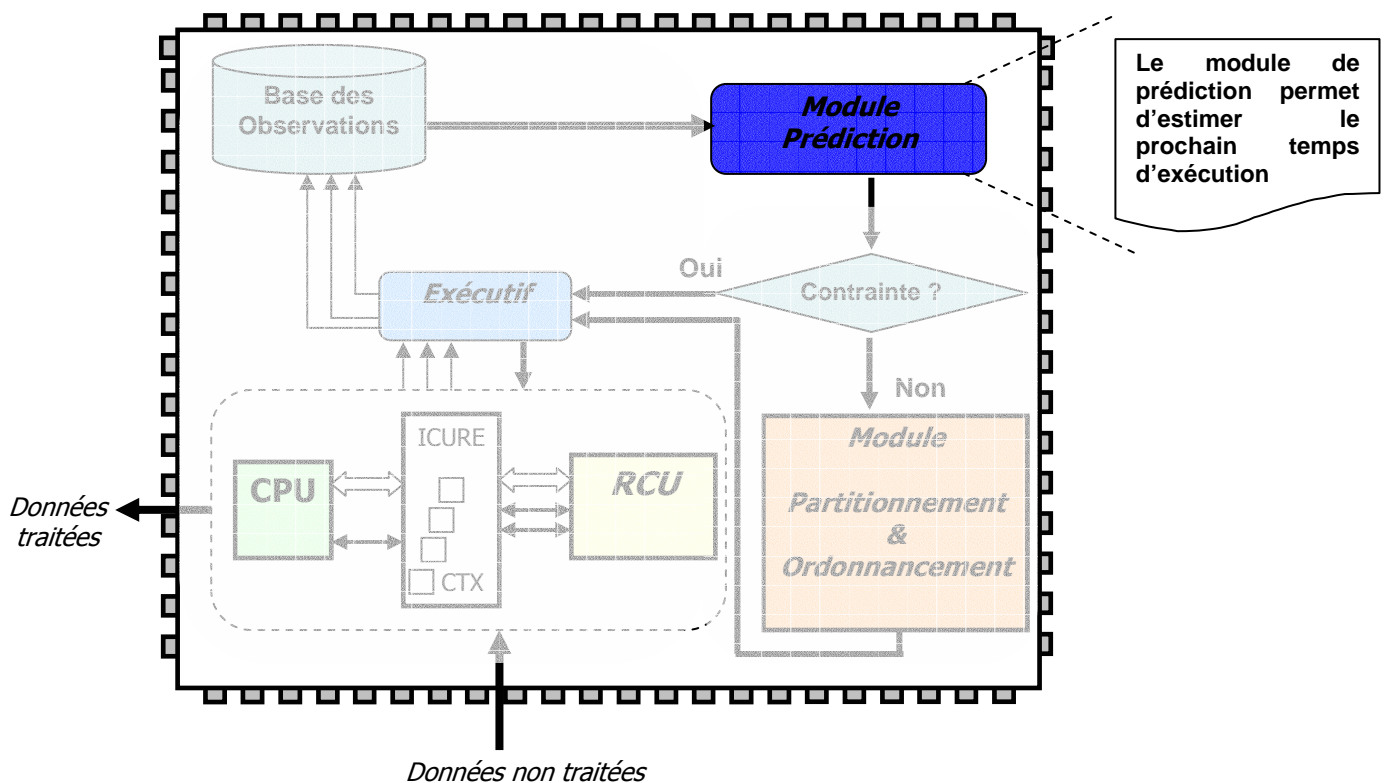 Base des
Observations
Module
Prédiction
Le module de
prédiction permet
d'estimer le
prochain temps
d'exécution
Oui
Exécutif
Contrainte ?
Non
ICURE
CPU
RCU
CTX
Module
Partitionnement
&
Ordonnancement
Données
traitées
Données non traitées